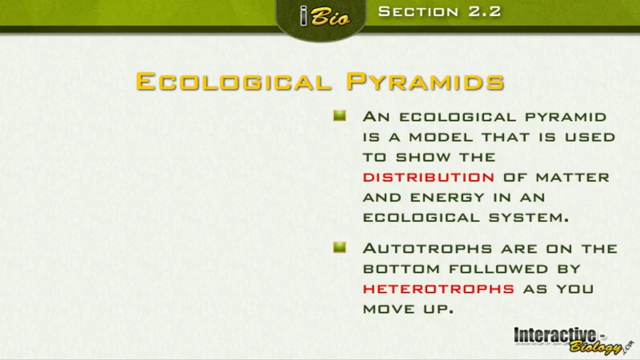 iBio
Section 2.2
Ecological Pyramids
An ecological pyramid
is a model that is used
to show the
distribution of matter
and energy in an
ecological system.
Autotrophs are on the
bottom followed by
heterotrophs as you
move up.
Interactive-
Biology.com